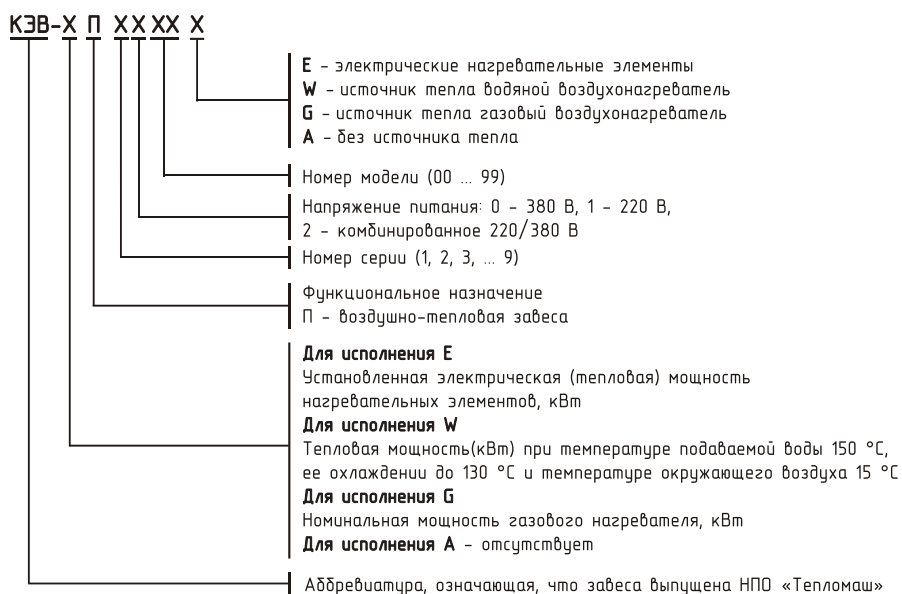 КЭВ-Х П ХХ ХХ Х
Е - электрические нагревательные элементы
W - источник тепла водяной воздухонагреватель
G - источник тепла газовый воздухонагреватель
А - без источника тепла
Номер модели (00 ... 99)
Напряжение питания: 0 - 380 В, 1 - 220 В,
2 - комбинированное 220/380 В
Номер серии (1, 2, 3, ... 9)
Функциональное назначение
П - воздушно-тепловая завеса
Для исполнения Е
Установленная электрическая (тепловая) мощность
нагревательных элементов, кВт
Для исполнения W
Тепловая мощность(кВт) при температуре подаваемой воды 150 °С,
ее охлаждении до 130 °С и температуре окружающего воздуха 15 °С
Для исполнения G
Номинальная мощность газового нагревателя, кВт
Для исполнения А - отсутствует
Аббревиатура, означающая, что завеса выпущена НПО «Тепломаш»